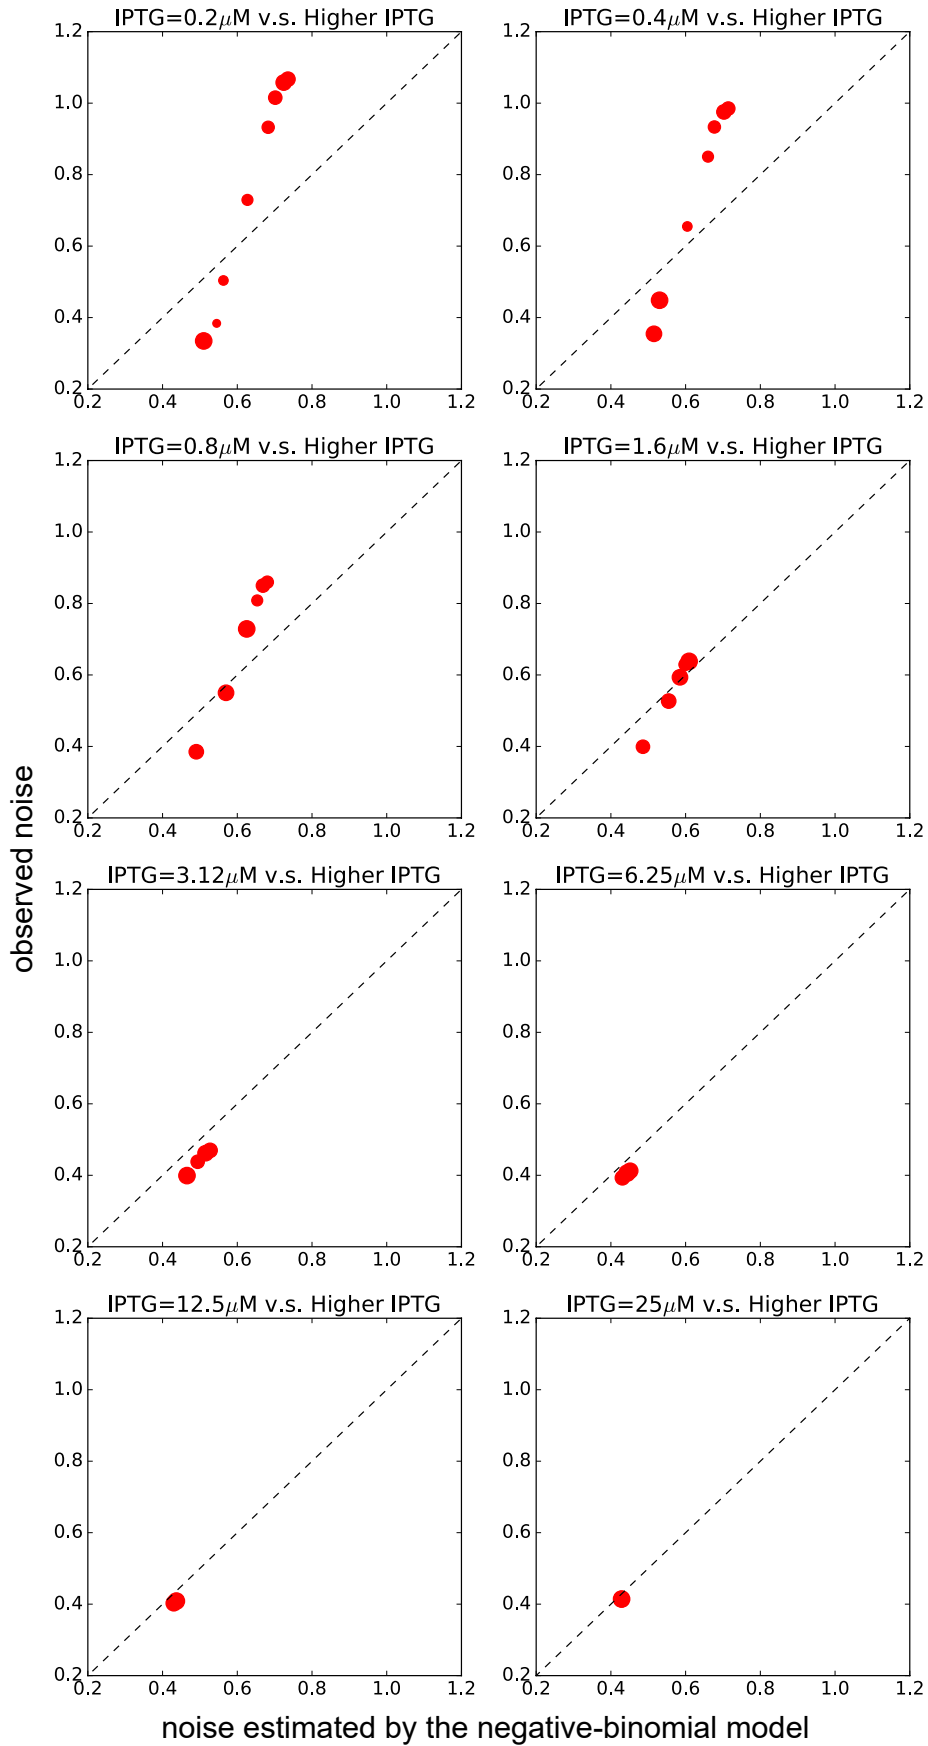 IPTG=0.2μM v.s. Higher IPTG
1.2
1.0
0.8
0.6
0.4
0.2
0.2 0.4 0.6 0.8 1.0 1.2
IPTG=0.4μM v.s. Higher IPTG
1.2
1.0
0.8
0.6
0.4
0.2
0.2 0.4 0.6 0.8 1.0 1.2
IPTG=0.8μM v.s. Higher IPTG
1.2
1.0
0.8
0.6
0.4
0.2
0.2 0.4 0.6 0.8 1.0 1.2
IPTG=1.6μM v.s. Higher IPTG
1.2
1.0
0.8
0.6
0.4
0.2
0.2 0.4 0.6 0.8 1.0 1.2
observed noise
IPTG=3.12μM v.s. Higher IPTG
1.2
1.0
0.8
0.6
0.4
0.2
0.2 0.4 0.6 0.8 1.0 1.2
IPTG=6.25μM v.s. Higher IPTG
1.2
1.0
0.8
0.6
0.4
0.2
0.2 0.4 0.6 0.8 1.0 1.2
IPTG=12.5μM v.s. Higher IPTG
1.2
1.0
0.8
0.6
0.4
0.2
0.2 0.4 0.6 0.8 1.0 1.2
IPTG=25μM v.s. Higher IPTG
1.2
1.0
0.8
0.6
0.4
0.2
0.2 0.4 0.6 0.8 1.0 1.2
noise estimated by the negative-binomial model